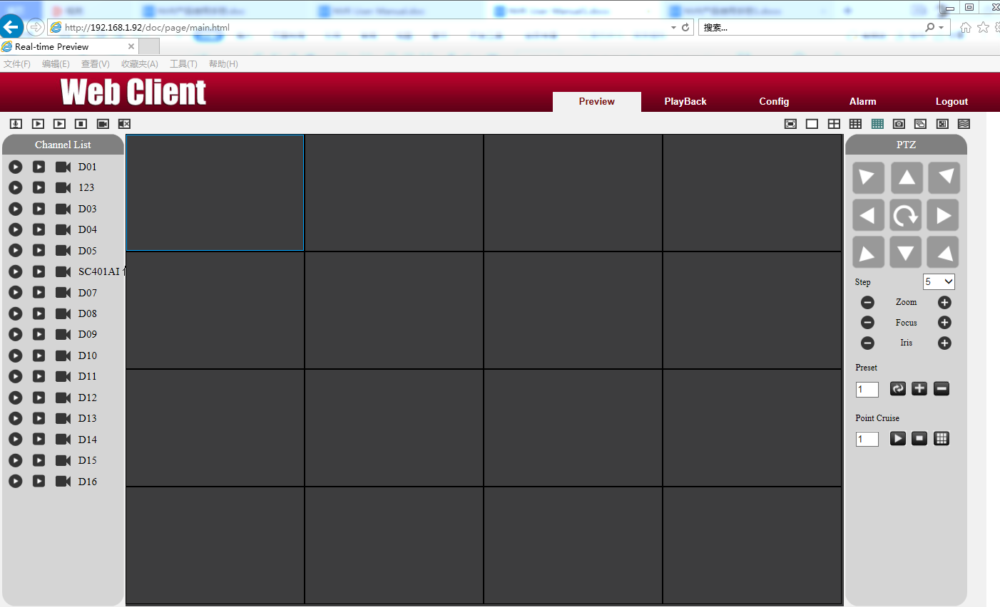 http://192.168.1.92/doc/page/main.html
搜索...
Real-time Preview
文件(F) 编辑(E) 查看(V) 收藏夹(A) 工具(T) 帮助(H)
Web Client
Preview PlayBack Config Alarm Logout
Channel List
D01
123
D03
D04
D05
SC401AI
D07
D08
D09
D10
D11
D12
D13
D14
D15
D16
PTZ
Step 5
Zoom
Focus
Iris
Preset
1
Point Cruise
1